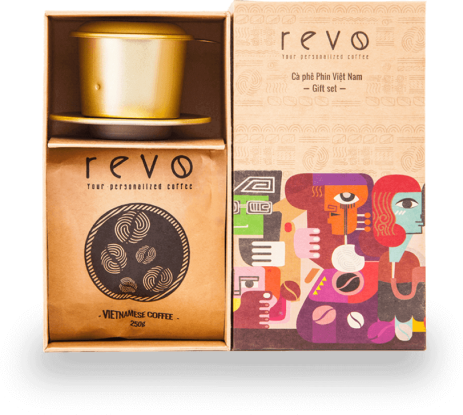 revo
Your personalized coffee
- VIETNAMESE COFFEE -
250g
revo
Your personalized coffee
Cà phê Phin Việt Nam
– Gift set –